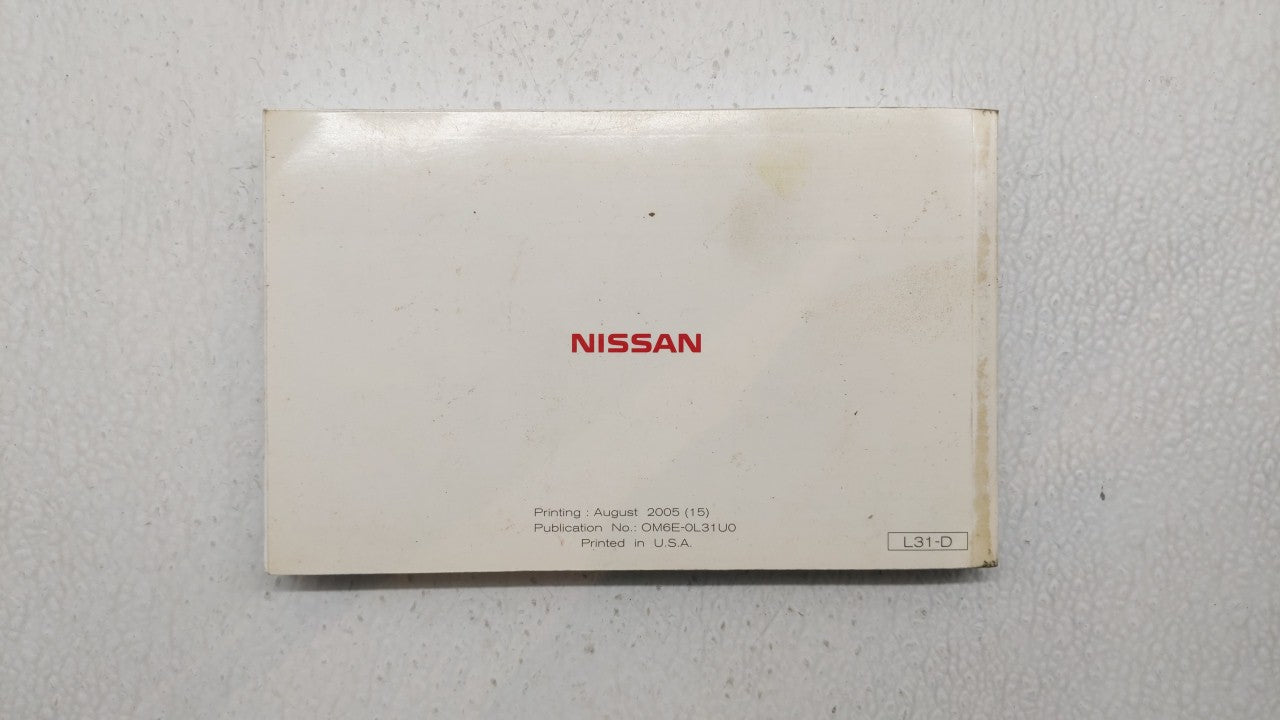 NISSAN
Printing : August 2005 (15)
Publication No.: OM6E-0L31U0
Printed in U.S.A.
L31-D